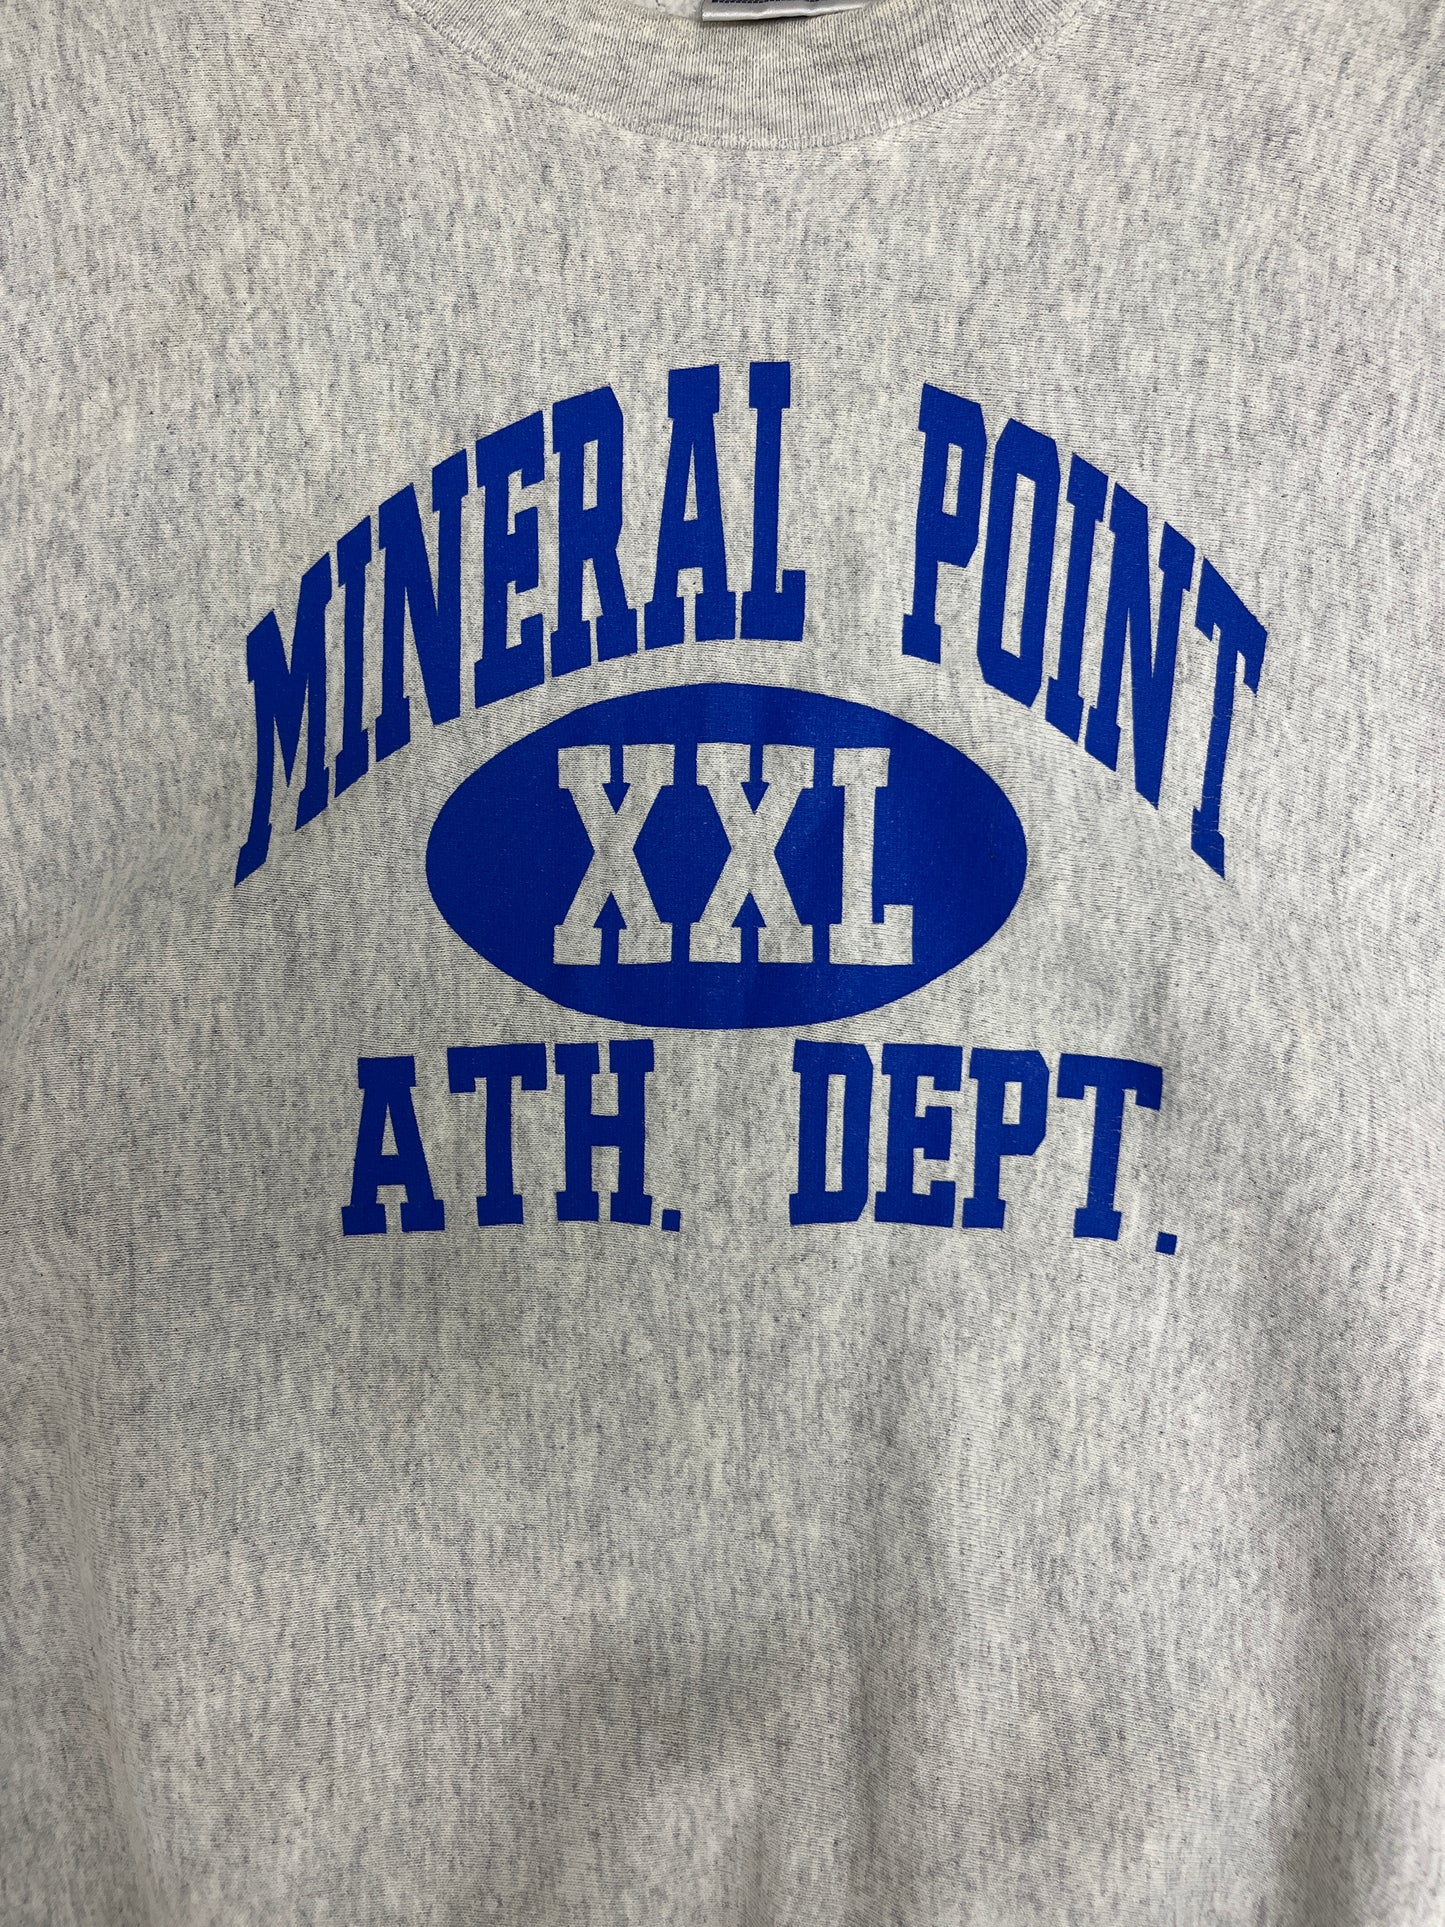 MINERAL POINT
XXL
ATH. DEPT.